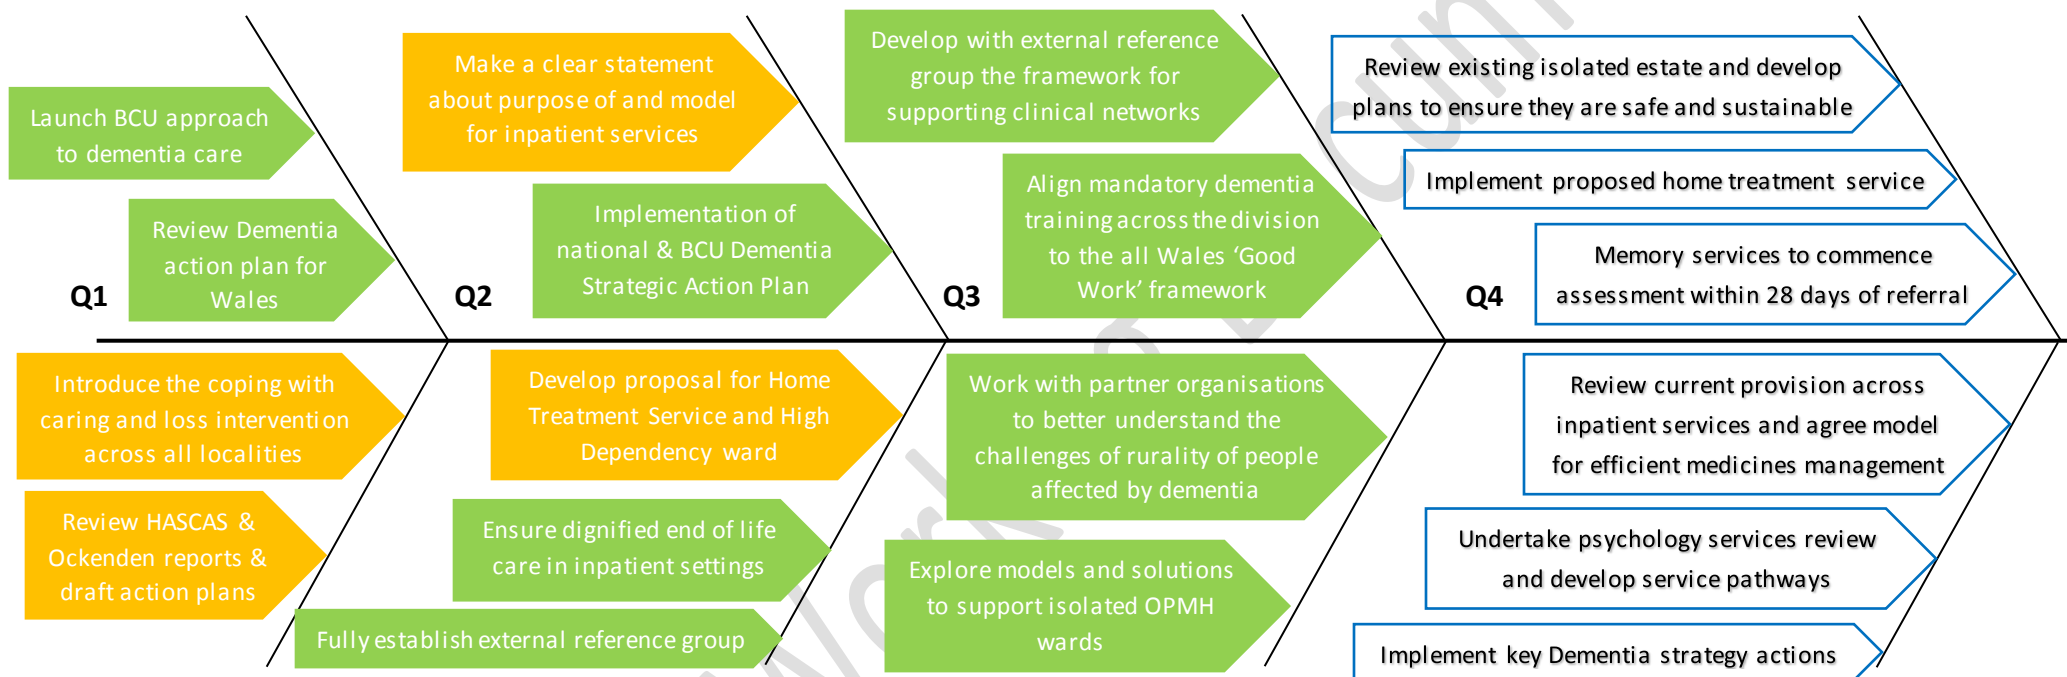 Launch BCU approach
to dementia care
Review Dementia
action plan for
Wales
Q1
Introduce the coping with
caring and loss intervention
across all localities
Review HASCAS &
Ockenden reports &
draft action plans
Make a clear statement
about purpose of and model
for inpatient services
Implementation of
national & BCU Dementia
Strategic Action Plan
Q2
Develop proposal for Home
Treatment Service and High
Dependency ward
Ensure dignified end of life
care in inpatient settings
Fully establish external reference group
Develop with external reference
group the framework for
supporting clinical networks
Align mandatory dementia
training across the division
to the all Wales ‘Good
Work’ framework
Q3
Work with partner organisations
to better understand the
challenges of rurality of people
affected by dementia
Explore models and solutions
to support isolated OPMH
wards
Review existing isolated estate and develop
plans to ensure they are safe and sustainable
Implement proposed home treatment service
Memory services to commence
assessment within 28 days of referral
Q4
Review current provision across
inpatient services and agree model
for efficient medicines management
Undertake psychology services review
and develop service pathways
Implement key Dementia strategy actions